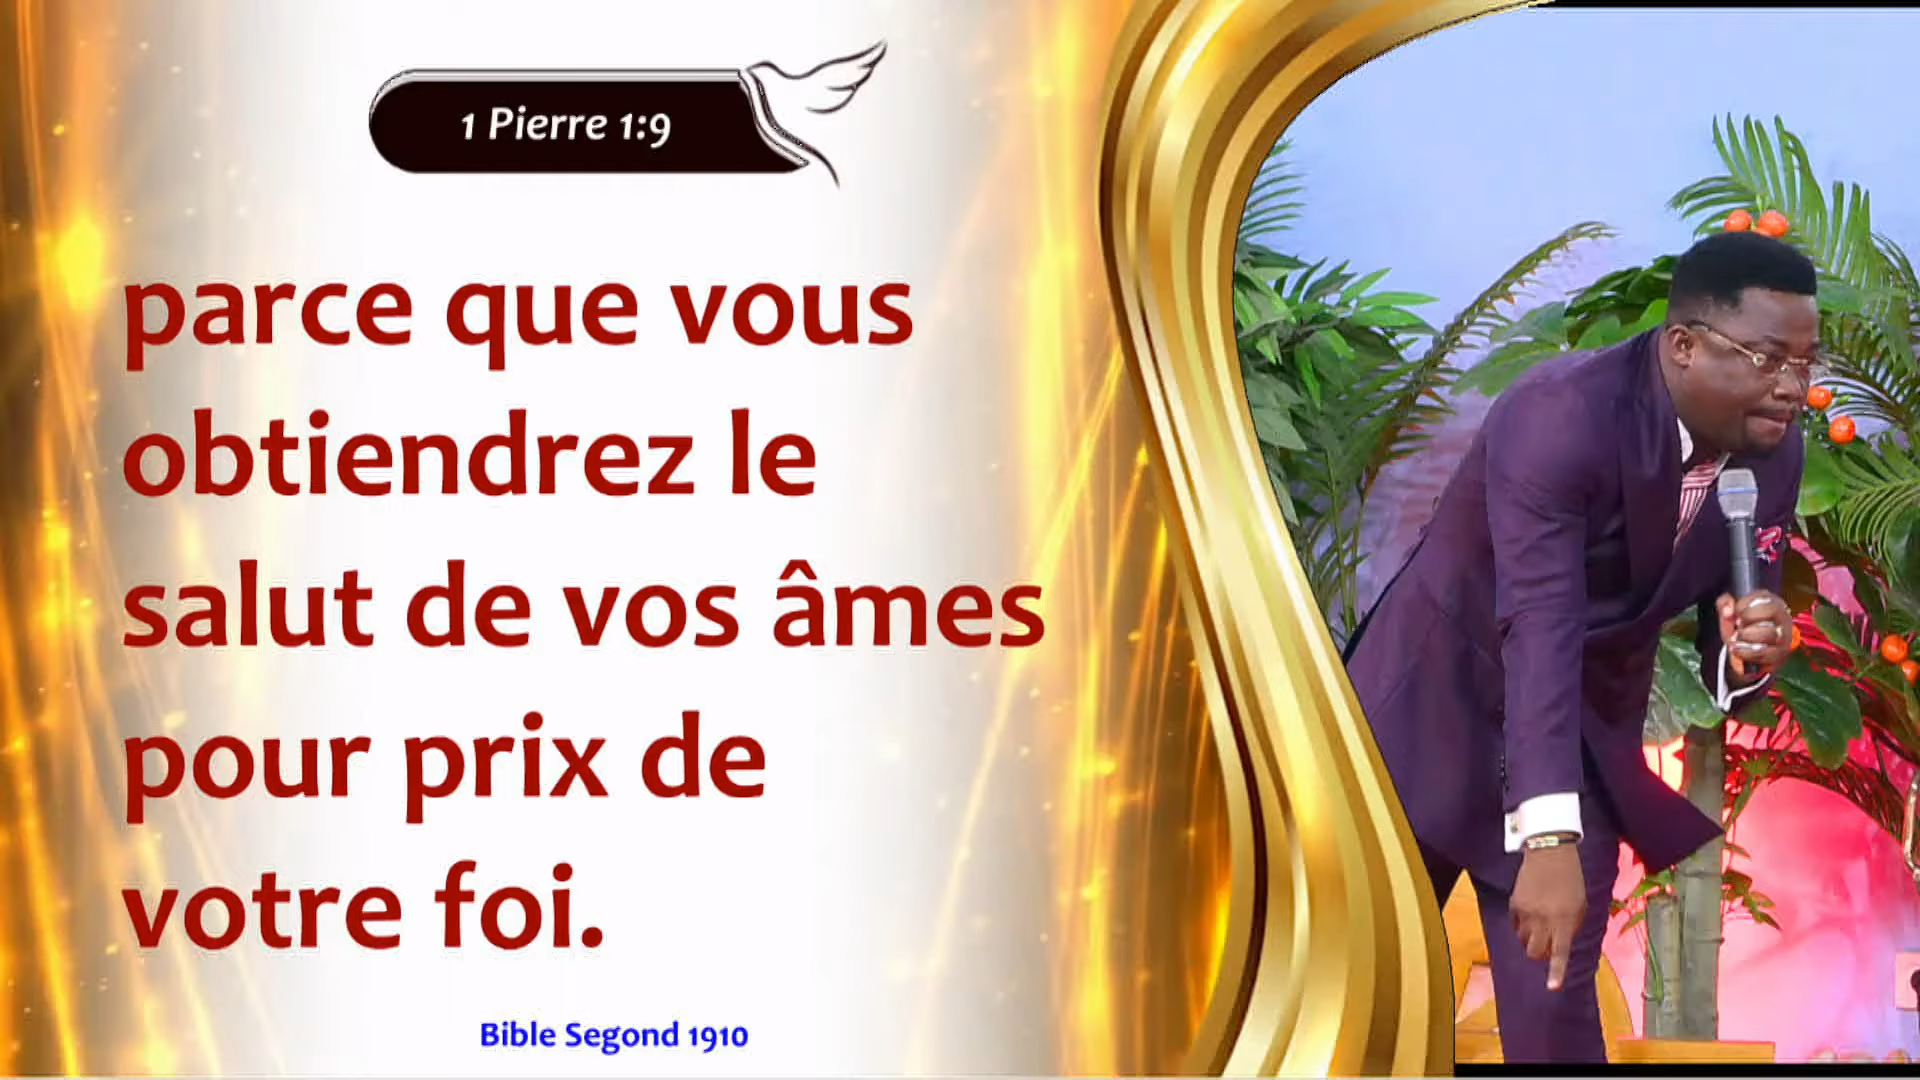 1 Pierre 1:9
parce que vous
obtiendrez le
salut de vos âmes
pour prix de
votre foi.
Bible Segond 1910